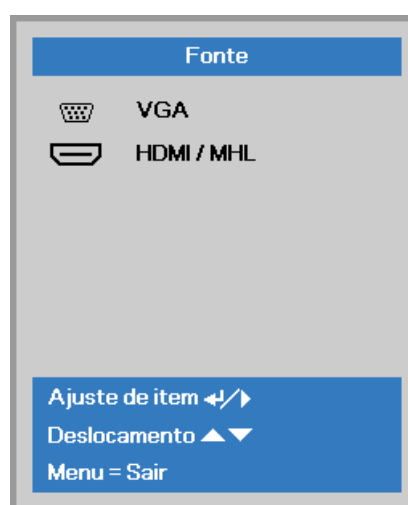 Fonte
VGA
HDMI / MHL
Ajuste de item ↵/▶
Deslocamento ▲▼
Menu = Sair